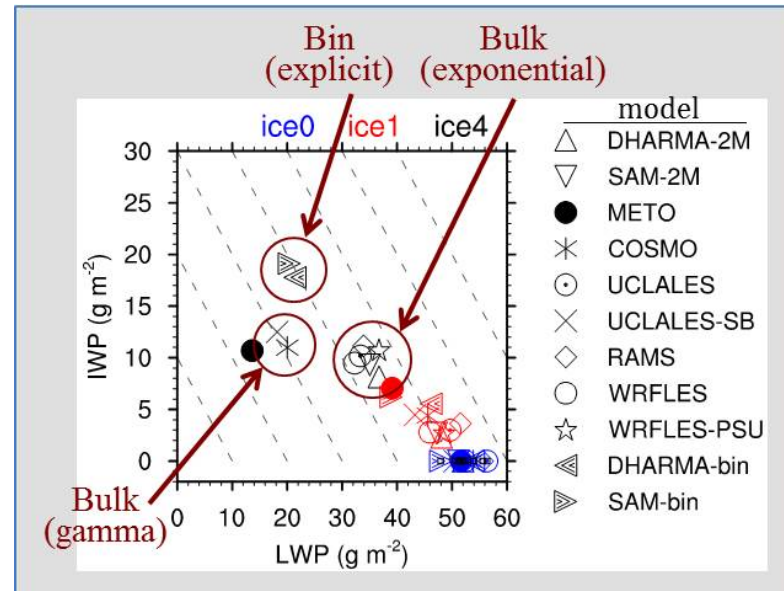 Bin
(explicit)
Bulk
(exponential)
ice0 ice1 ice4
model
30
25
20
15
10
5
0
IWP (g m-2)
0 10 20 30 40 50 60
LWP (g m-2)
Bulk
(gamma)
DHARMA-2M
SAM-2M
METO
COSMO
UCLALES
UCLALES-SB
RAMS
WRFLES
WRFLES-PSU
DHARMA-bin
SAM-bin